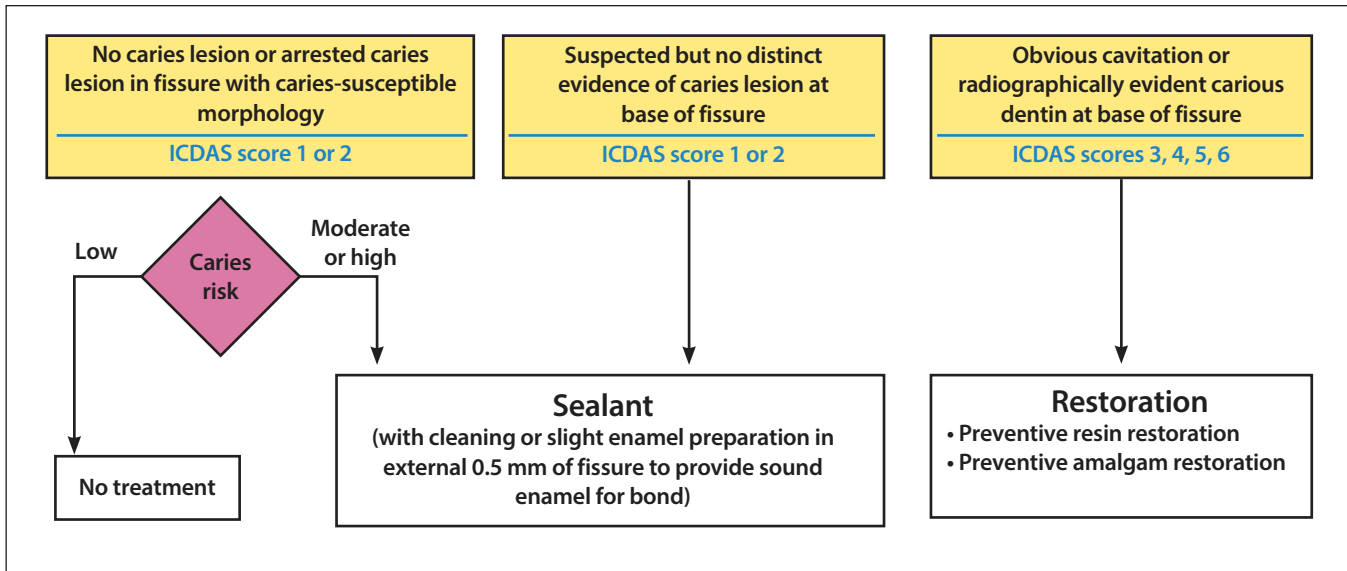 No caries lesion or arrested caries
lesion in fissure with caries-susceptible
morphology
ICDAS score 1 or 2
Suspected but no distinct
evidence of caries lesion at
base of fissure
ICDAS score 1 or 2
Obvious cavitation or
radiographically evident carious
dentin at base of fissure
ICDAS scores 3, 4, 5, 6
Low
Caries
risk
Moderate
or high
No treatment
Sealant
(with cleaning or slight enamel preparation in
external 0.5 mm of fissure to provide sound
enamel for bond)
Restoration
• Preventive resin restoration
• Preventive amalgam restoration